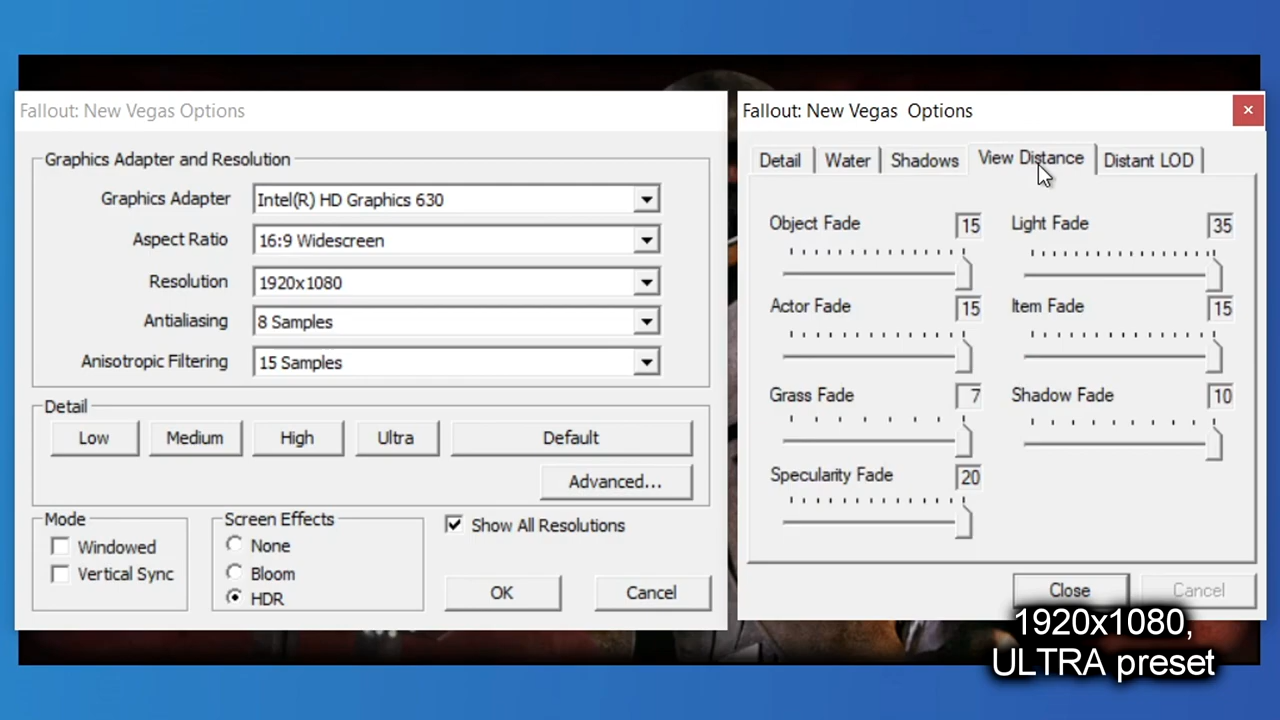 Fallout: New Vegas Options
Graphics Adapter and Resolution
Graphics Adapter Intel(R) HD Graphics 630
Aspect Ratio 16:9 Widescreen
Resolution 1920x1080
Antialiasing 8 Samples
Anisotropic Filtering 15 Samples
Detail
Low Medium High Ultra Default
Advanced...
Mode
Windowed
Vertical Sync
Screen Effects
None
Bloom
HDR
Show All Resolutions
OK Cancel
Fallout: New Vegas Options
Detail Water Shadows View Distance Distant LOD
Object Fade 15 Light Fade 35
Actor Fade 15 Item Fade 15
Grass Fade 7 Shadow Fade 10
Specularity Fade 20
Close Cancel
1920x1080,
ULTRA preset